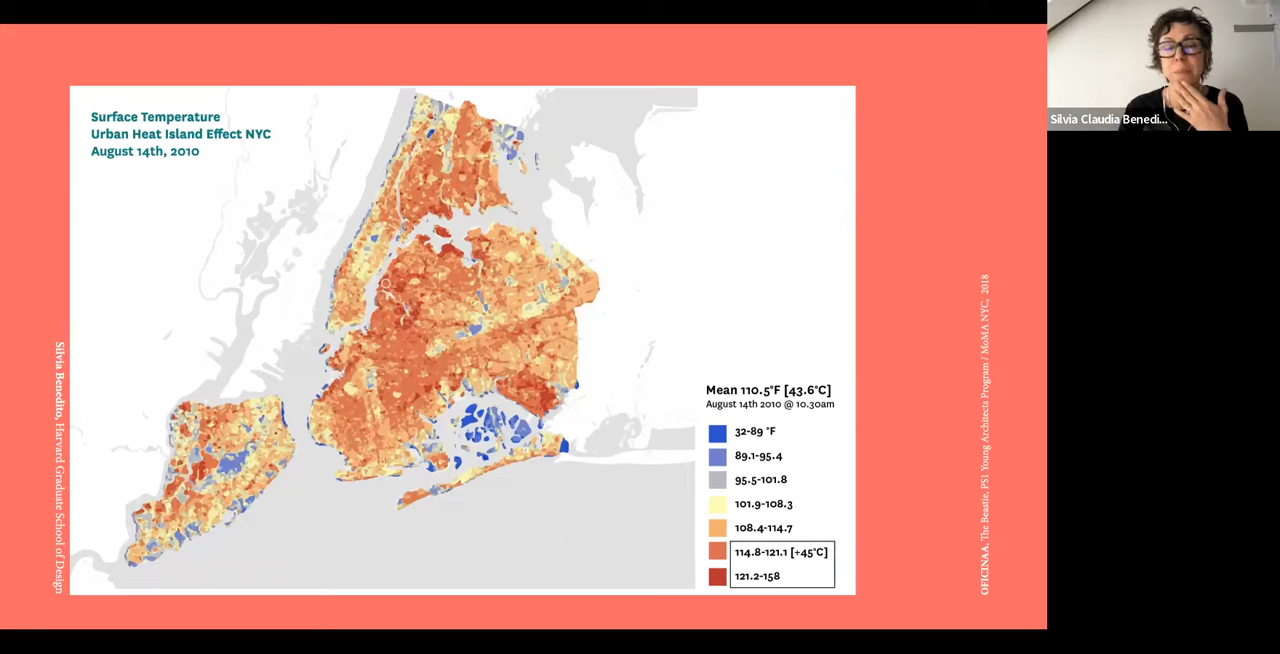 Surface Temperature
Urban Heat Island Effect NYC
August 14th, 2010
Mean 110.5°F [43.6°C]
August 14th 2010 @ 10.30am
32-89 °F
89.1-95.4
95.5-101.8
101.9-108.3
108.4-114.7
114.8-121.1 [+45°C]
121.2-158
Silvia Benedito, Harvard Graduate School of Design
OFICINAA, The Beastie, PS1 Young Architects Program / MoMA NYC, 2018
Silvia Claudia Benedi...